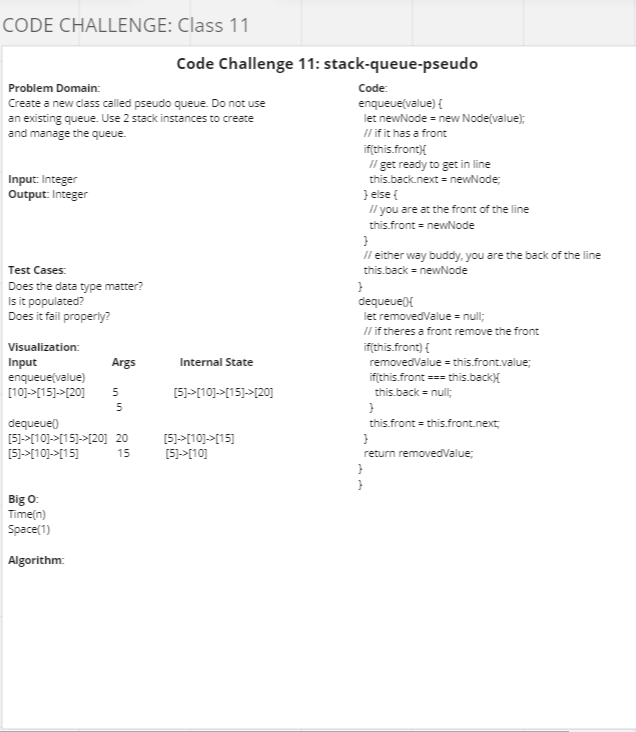 CODE CHALLENGE: Class 11
Code Challenge 11: stack-queue-pseudo
Problem Domain:
Create a new class called pseudo queue. Do not use
an existing queue. Use 2 stack instances to create
and manage the queue.
Input: Integer
Output: Integer
Test Cases:
Does the data type matter?
Is it populated?
Does it fail properly?
Visualization:
Input Args Internal State
enqueue(value)
[10]->[15]->[20] 5 [5]->[10]->[15]->[20]
5
dequeue()
[5]->[10]->[15]->[20] 20 [5]->[10]->[15]
[5]->[10]->[15] 15 [5]->[10]
Big O:
Time(n)
Space(1)
Algorithm:
Code:
enqueue(value) {
let newNode = new Node(value);
// if it has a front
if(this.front){
// get ready to get in line
this.back.next = newNode;
} else {
// you are at the front of the line
this.front = newNode
}
// either way buddy, you are the back of the line
this.back = newNode
}
dequeue(){
let removedValue = null;
// if theres a front remove the front
if(this.front) {
removedValue = this.front.value;
if(this.front === this.back){
this.back = null;
}
this.front = this.front.next;
}
return removedValue;
}
}